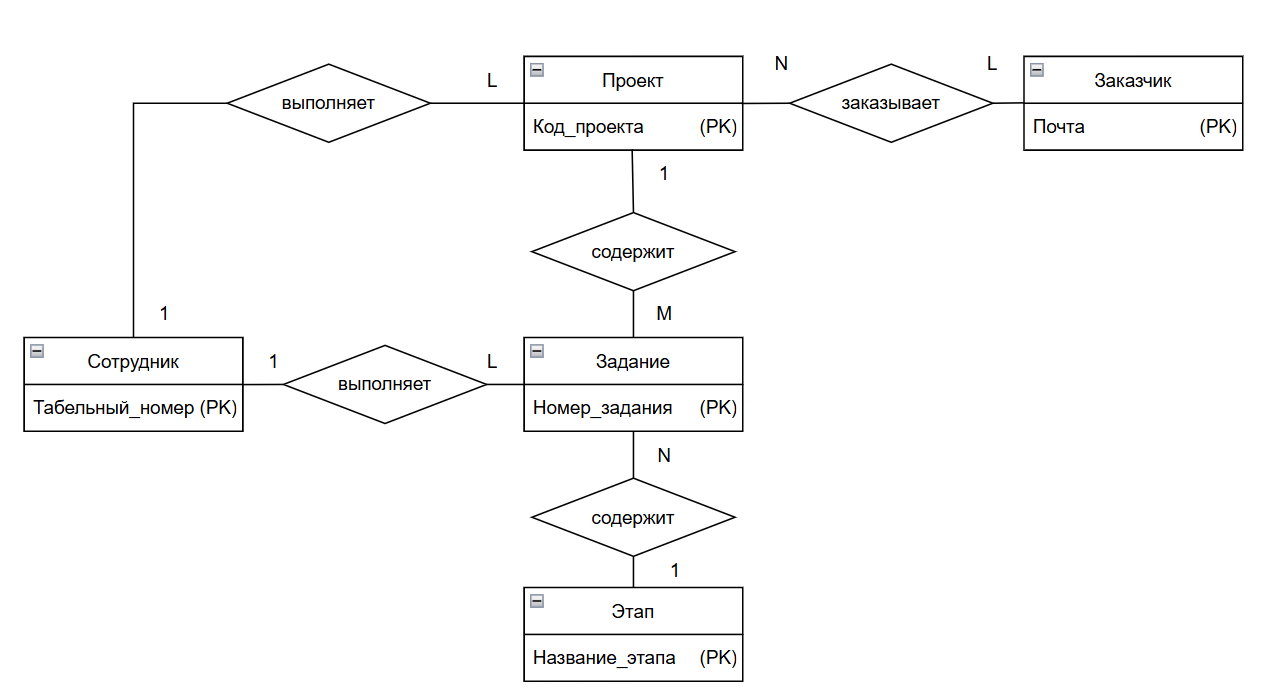 N
L
L
Проект
Заказчик
выполняет
заказывает
Код_проекта (PK)
Почта (PK)
1
содержит
1
M
Сотрудник
1
L
Задание
выполняет
Табельный_номер (PK)
Номер_задания (PK)
N
содержит
1
Этап
Название_этапа (PK)